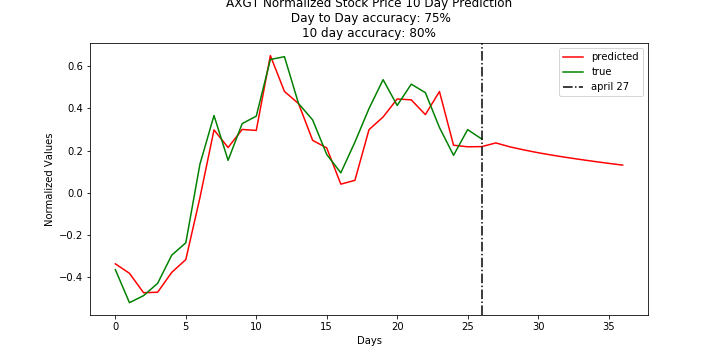 AXGT Normalized Stock Price 10 Day Prediction
Day to Day accuracy: 75%
10 day accuracy: 80%
predicted
true
april 27
Normalized Values
0.6
0.4
0.2
0.0
−0.2
−0.4
0 5 10 15 20 25 30 35
Days